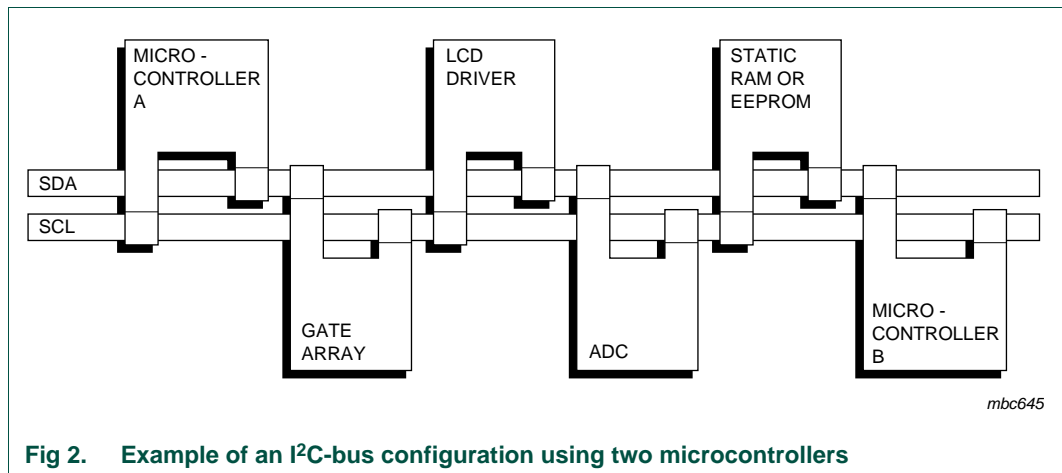 MICRO -
CONTROLLER
A
LCD
DRIVER
STATIC
RAM OR
EEPROM
SDA
SCL
GATE
ARRAY
ADC
MICRO -
CONTROLLER
B
mbc645
Fig 2. Example of an I²C-bus configuration using two microcontrollers